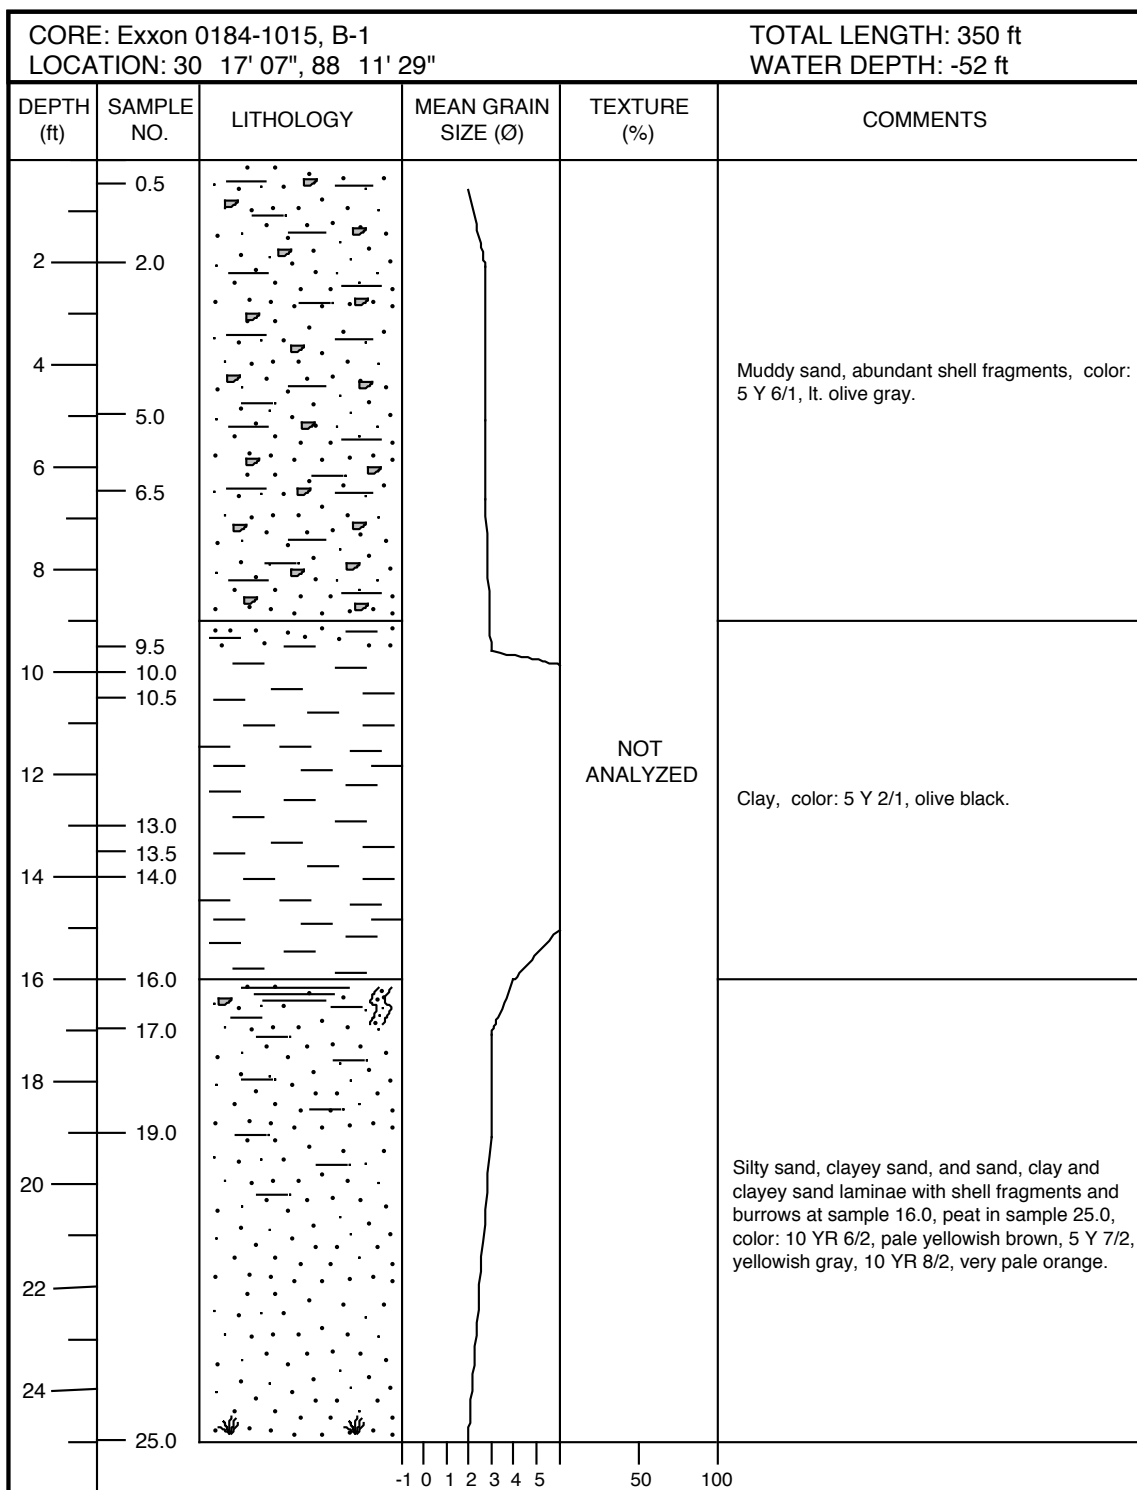 CORE: Exxon 0184-1015, B-1
TOTAL LENGTH: 350 ft
LOCATION: 30 17' 07", 88 11' 29"
WATER DEPTH: -52 ft
DEPTH (ft)
SAMPLE NO.
LITHOLOGY
MEAN GRAIN SIZE (Ø)
TEXTURE (%)
COMMENTS
0.5
2 2.0
4
5.0
6
6.5
8
9.5
10 10.0
10.5
12
13.0
13.5
14 14.0
16 16.0
17.0
18
19.0
20
22
24
25.0
-1 0 1 2 3 4 5
50 100
NOT
ANALYZED
Muddy sand, abundant shell fragments, color:
5 Y 6/1, lt. olive gray.
Clay, color: 5 Y 2/1, olive black.
Silty sand, clayey sand, and sand, clay and
clayey sand laminae with shell fragments and
burrows at sample 16.0, peat in sample 25.0,
color: 10 YR 6/2, pale yellowish brown, 5 Y 7/2,
yellowish gray, 10 YR 8/2, very pale orange.